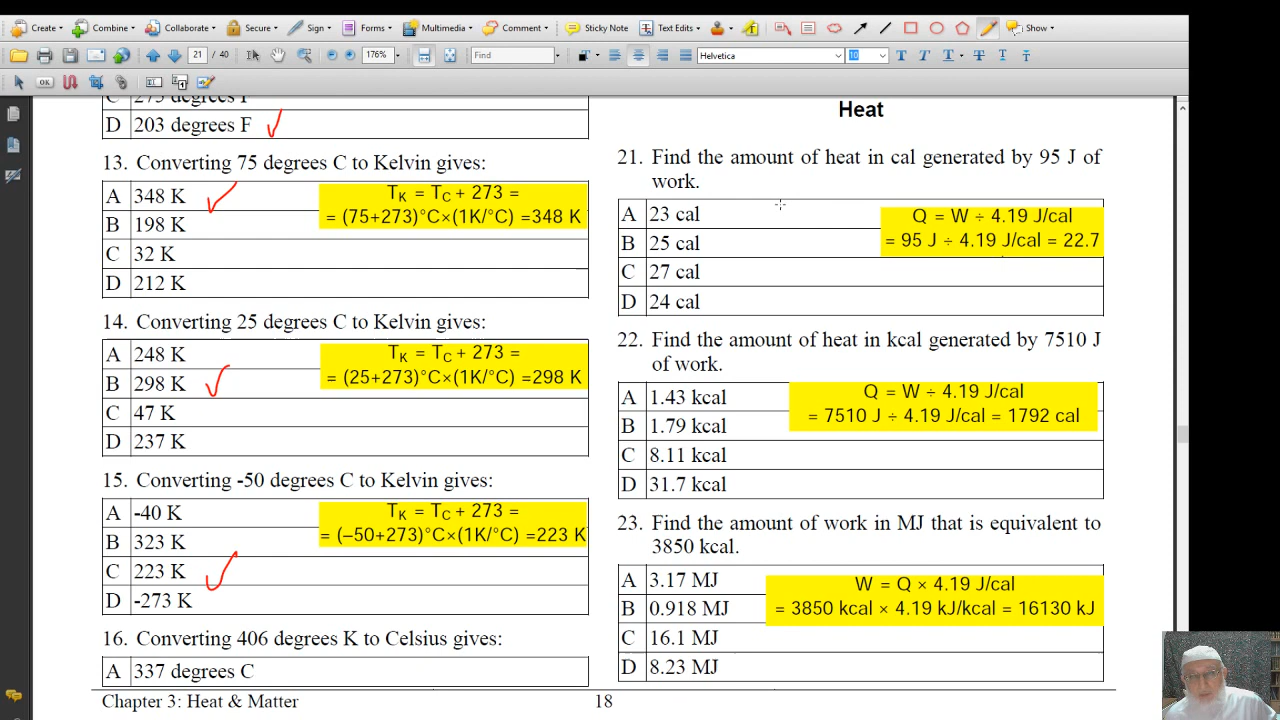 Create Combine Collaborate Secure Sign Forms Multimedia Comment Sticky Note Text Edits Show
21 / 40 176% Find Helvetica 10
OK
D 203 degrees F
13. Converting 75 degrees C to Kelvin gives:
A 348 K
B 198 K
C 32 K
D 212 K
TK = TC + 273 =
= (75+273)°C×(1K/°C) =348 K
14. Converting 25 degrees C to Kelvin gives:
A 248 K
B 298 K
C 47 K
D 237 K
TK = TC + 273 =
= (25+273)°C×(1K/°C) =298 K
15. Converting -50 degrees C to Kelvin gives:
A -40 K
B 323 K
C 223 K
D -273 K
TK = TC + 273 =
= (–50+273)°C×(1K/°C) =223 K
16. Converting 406 degrees K to Celsius gives:
A 337 degrees C
Heat
21. Find the amount of heat in cal generated by 95 J of
work.
A 23 cal
B 25 cal
C 27 cal
D 24 cal
Q = W ÷ 4.19 J/cal
= 95 J ÷ 4.19 J/cal = 22.7
22. Find the amount of heat in kcal generated by 7510 J
of work.
A 1.43 kcal
B 1.79 kcal
C 8.11 kcal
D 31.7 kcal
Q = W ÷ 4.19 J/cal
= 7510 J ÷ 4.19 J/cal = 1792 cal
23. Find the amount of work in MJ that is equivalent to
3850 kcal.
A 3.17 MJ
B 0.918 MJ
C 16.1 MJ
D 8.23 MJ
W = Q × 4.19 J/cal
= 3850 kcal × 4.19 kJ/kcal = 16130 kJ
Chapter 3: Heat & Matter 18